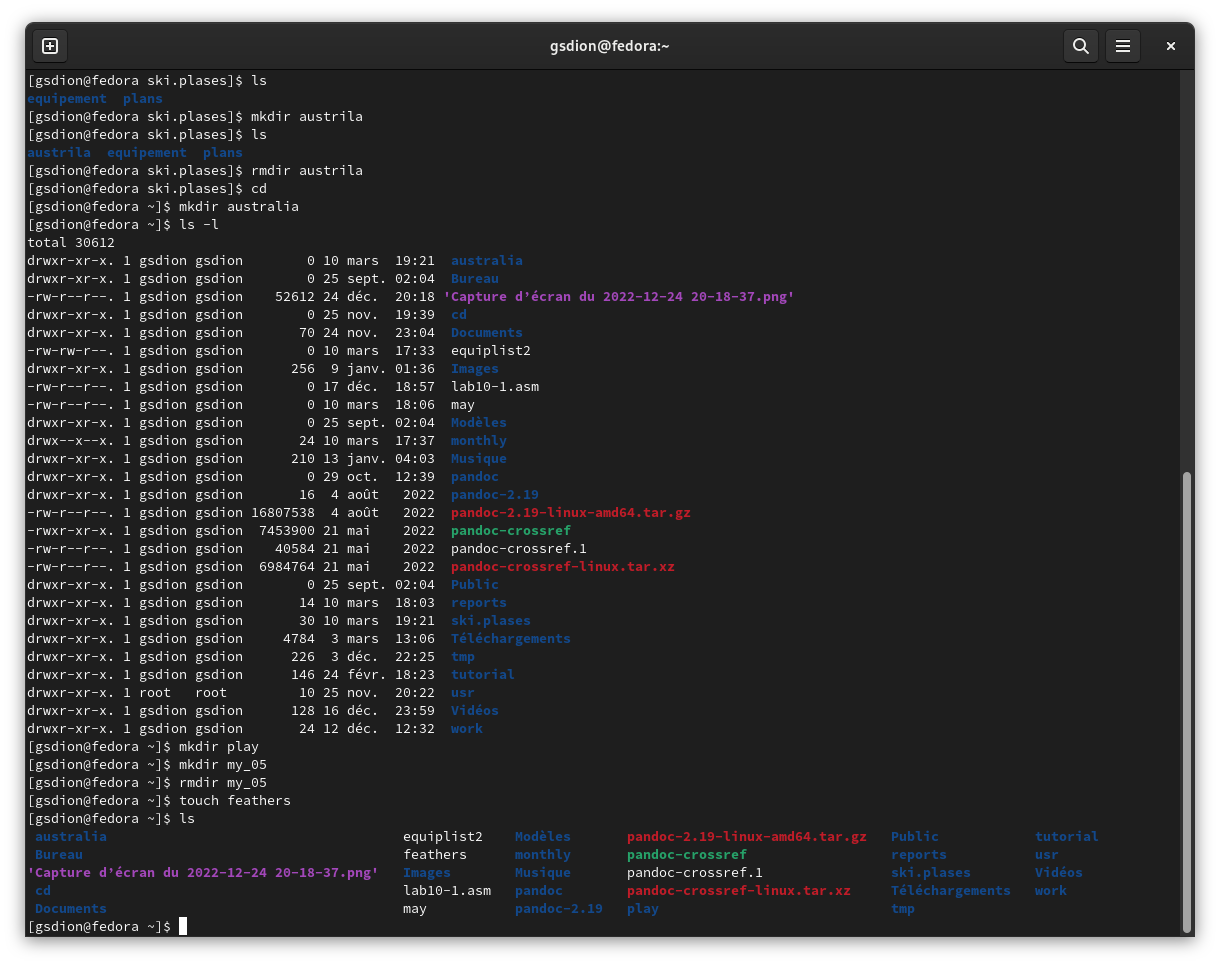 gsdion@fedora:~
[gsdion@fedora ski.plases]$ ls
equipement  plans
[gsdion@fedora ski.plases]$ mkdir austrila
[gsdion@fedora ski.plases]$ ls
austrila  equipement  plans
[gsdion@fedora ski.plases]$ rmdir austrila
[gsdion@fedora ski.plases]$ cd
[gsdion@fedora ~]$ mkdir australia
[gsdion@fedora ~]$ ls -l
total 30612
drwxr-xr-x. 1 gsdion gsdion        0 10 mars  19:21  australia
drwxr-xr-x. 1 gsdion gsdion        0 25 sept. 02:04  Bureau
-rw-r--r--. 1 gsdion gsdion    52612 24 déc.  20:18 'Capture d’écran du 2022-12-24 20-18-37.png'
drwxr-xr-x. 1 gsdion gsdion        0 25 nov.  19:39  cd
drwxr-xr-x. 1 gsdion gsdion       70 24 nov.  23:04  Documents
-rw-rw-r--. 1 gsdion gsdion        0 10 mars  17:33  equiplist2
drwxr-xr-x. 1 gsdion gsdion      256  9 janv. 01:36  Images
-rw-r--r--. 1 gsdion gsdion        0 17 déc.  18:57  lab10-1.asm
-rw-r--r--. 1 gsdion gsdion        0 10 mars  18:06  may
drwxr-xr-x. 1 gsdion gsdion        0 25 sept. 02:04  Modèles
drwx--x--x. 1 gsdion gsdion       24 10 mars  17:37  monthly
drwxr-xr-x. 1 gsdion gsdion      210 13 janv. 04:03  Musique
drwxr-xr-x. 1 gsdion gsdion        0 29 oct.  12:39  pandoc
drwxr-xr-x. 1 gsdion gsdion       16  4 août   2022  pandoc-2.19
-rw-r--r--. 1 gsdion gsdion 16807538  4 août   2022  pandoc-2.19-linux-amd64.tar.gz
-rwxr-xr-x. 1 gsdion gsdion  7453900 21 mai    2022  pandoc-crossref
-rw-r--r--. 1 gsdion gsdion    40584 21 mai    2022  pandoc-crossref.1
-rw-r--r--. 1 gsdion gsdion  6984764 21 mai    2022  pandoc-crossref-linux.tar.xz
drwxr-xr-x. 1 gsdion gsdion        0 25 sept. 02:04  Public
drwxr-xr-x. 1 gsdion gsdion       14 10 mars  18:03  reports
drwxr-xr-x. 1 gsdion gsdion       30 10 mars  19:21  ski.plases
drwxr-xr-x. 1 gsdion gsdion     4784  3 mars  13:06  Téléchargements
drwxr-xr-x. 1 gsdion gsdion      226  3 déc.  22:25  tmp
drwxr-xr-x. 1 gsdion gsdion      146 24 févr. 18:23  tutorial
drwxr-xr-x. 1 root   root         10 25 nov.  20:22  usr
drwxr-xr-x. 1 gsdion gsdion      128 16 déc.  23:59  Vidéos
drwxr-xr-x. 1 gsdion gsdion       24 12 déc.  12:32  work
[gsdion@fedora ~]$ mkdir play
[gsdion@fedora ~]$ mkdir my_05
[gsdion@fedora ~]$ rmdir my_05
[gsdion@fedora ~]$ touch feathers
[gsdion@fedora ~]$ ls
 australia                                     equiplist2    Modèles       pandoc-2.19-linux-amd64.tar.gz   Public            tutorial
 Bureau                                        feathers      monthly       pandoc-crossref                  reports           usr
'Capture d’écran du 2022-12-24 20-18-37.png'   Images        Musique       pandoc-crossref.1                ski.plases        Vidéos
 cd                                            lab10-1.asm   pandoc        pandoc-crossref-linux.tar.xz     Téléchargements   work
 Documents                                     may           pandoc-2.19   play                             tmp
[gsdion@fedora ~]$